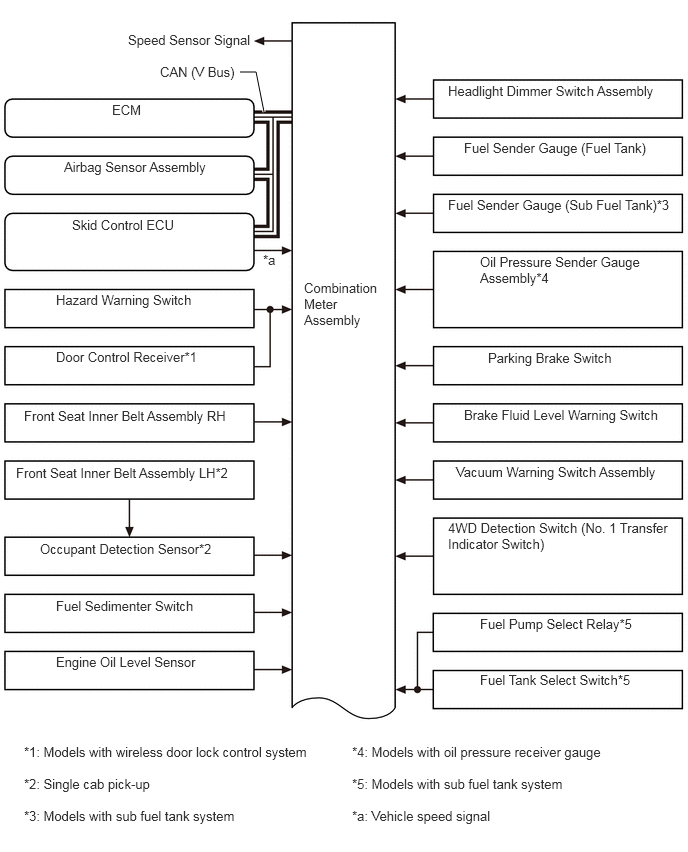 Speed Sensor Signal
CAN (V Bus)
ECM
Airbag Sensor Assembly
Skid Control ECU
*a
Hazard Warning Switch
Door Control Receiver*1
Front Seat Inner Belt Assembly RH
Front Seat Inner Belt Assembly LH*2
Occupant Detection Sensor*2
Fuel Sedimenter Switch
Engine Oil Level Sensor
Combination
Meter
Assembly
Headlight Dimmer Switch Assembly
Fuel Sender Gauge (Fuel Tank)
Fuel Sender Gauge (Sub Fuel Tank)*3
Oil Pressure Sender Gauge
Assembly*4
Parking Brake Switch
Brake Fluid Level Warning Switch
Vacuum Warning Switch Assembly
4WD Detection Switch (No. 1 Transfer
Indicator Switch)
Fuel Pump Select Relay*5
Fuel Tank Select Switch*5
*1: Models with wireless door lock control system
*2: Single cab pick-up
*3: Models with sub fuel tank system
*4: Models with oil pressure receiver gauge
*5: Models with sub fuel tank system
*a: Vehicle speed signal